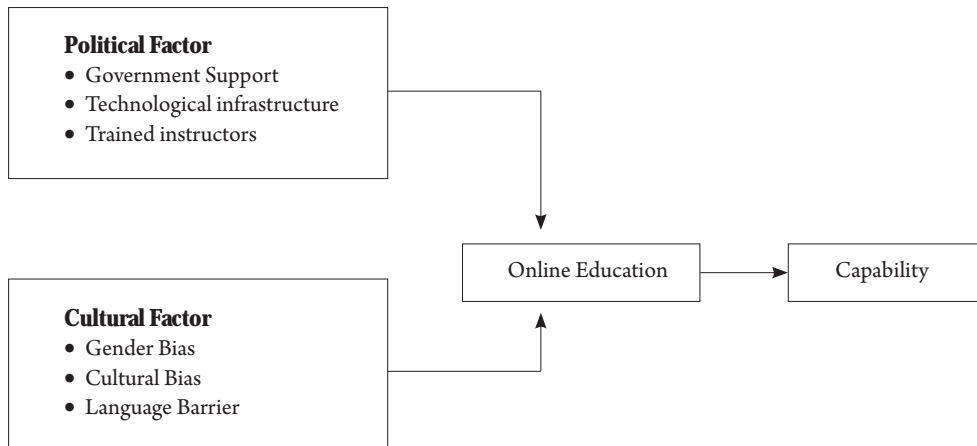 Political Factor
• Government Support
• Technological infrastructure
• Trained instructors
Online Education
Capability
Cultural Factor
• Gender Bias
• Cultural Bias
• Language Barrier